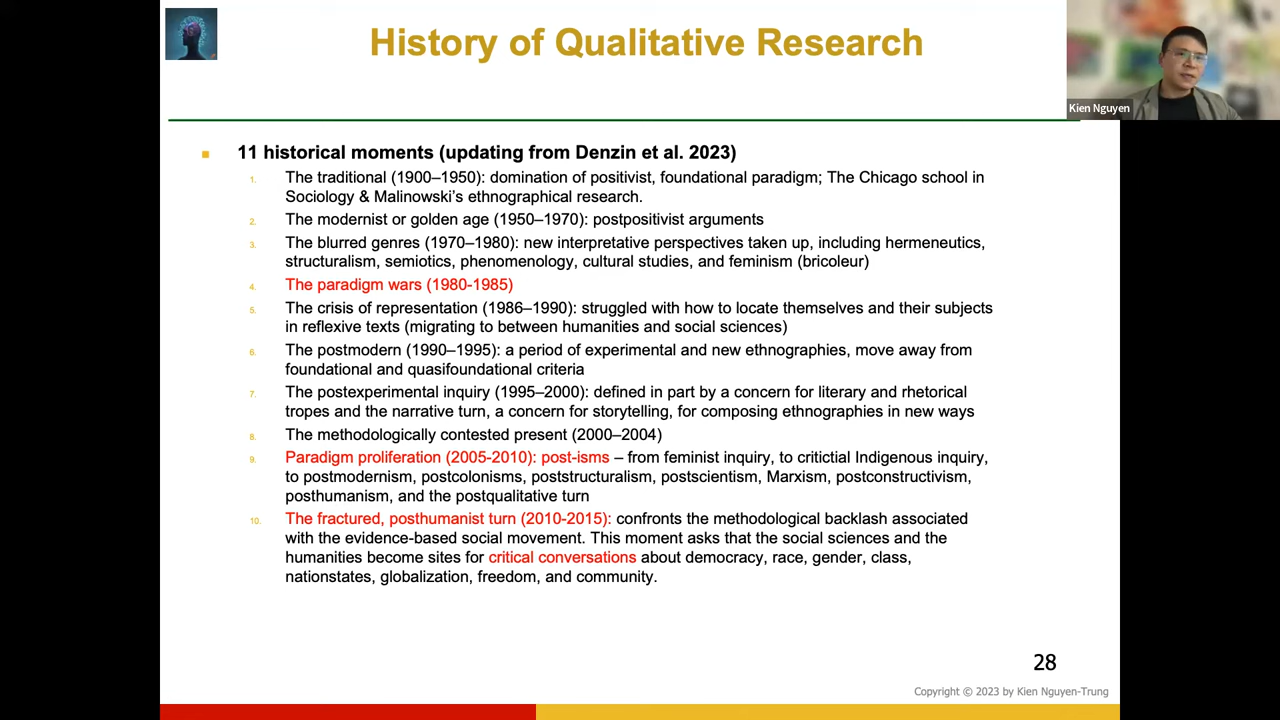 History of Qualitative Research
Kien Nguyen
11 historical moments (updating from Denzin et al. 2023)
1. The traditional (1900–1950): domination of positivist, foundational paradigm; The Chicago school in
Sociology & Malinowski’s ethnographical research.
2. The modernist or golden age (1950–1970): postpositivist arguments
3. The blurred genres (1970–1980): new interpretative perspectives taken up, including hermeneutics,
structuralism, semiotics, phenomenology, cultural studies, and feminism (bricoleur)
4. The paradigm wars (1980-1985)
5. The crisis of representation (1986–1990): struggled with how to locate themselves and their subjects
in reflexive texts (migrating to between humanities and social sciences)
6. The postmodern (1990–1995): a period of experimental and new ethnographies, move away from
foundational and quasifoundational criteria
7. The postexperimental inquiry (1995–2000): defined in part by a concern for literary and rhetorical
tropes and the narrative turn, a concern for storytelling, for composing ethnographies in new ways
8. The methodologically contested present (2000–2004)
9. Paradigm proliferation (2005-2010): post-isms – from feminist inquiry, to critictial Indigenous inquiry,
to postmodernism, postcolonisms, poststructuralism, postscientism, Marxism, postconstructivism,
posthumanism, and the postqualitative turn
10. The fractured, posthumanist turn (2010-2015): confronts the methodological backlash associated
with the evidence-based social movement. This moment asks that the social sciences and the
humanities become sites for critical conversations about democracy, race, gender, class,
nationstates, globalization, freedom, and community.
28
Copyright © 2023 by Kien Nguyen-Trung